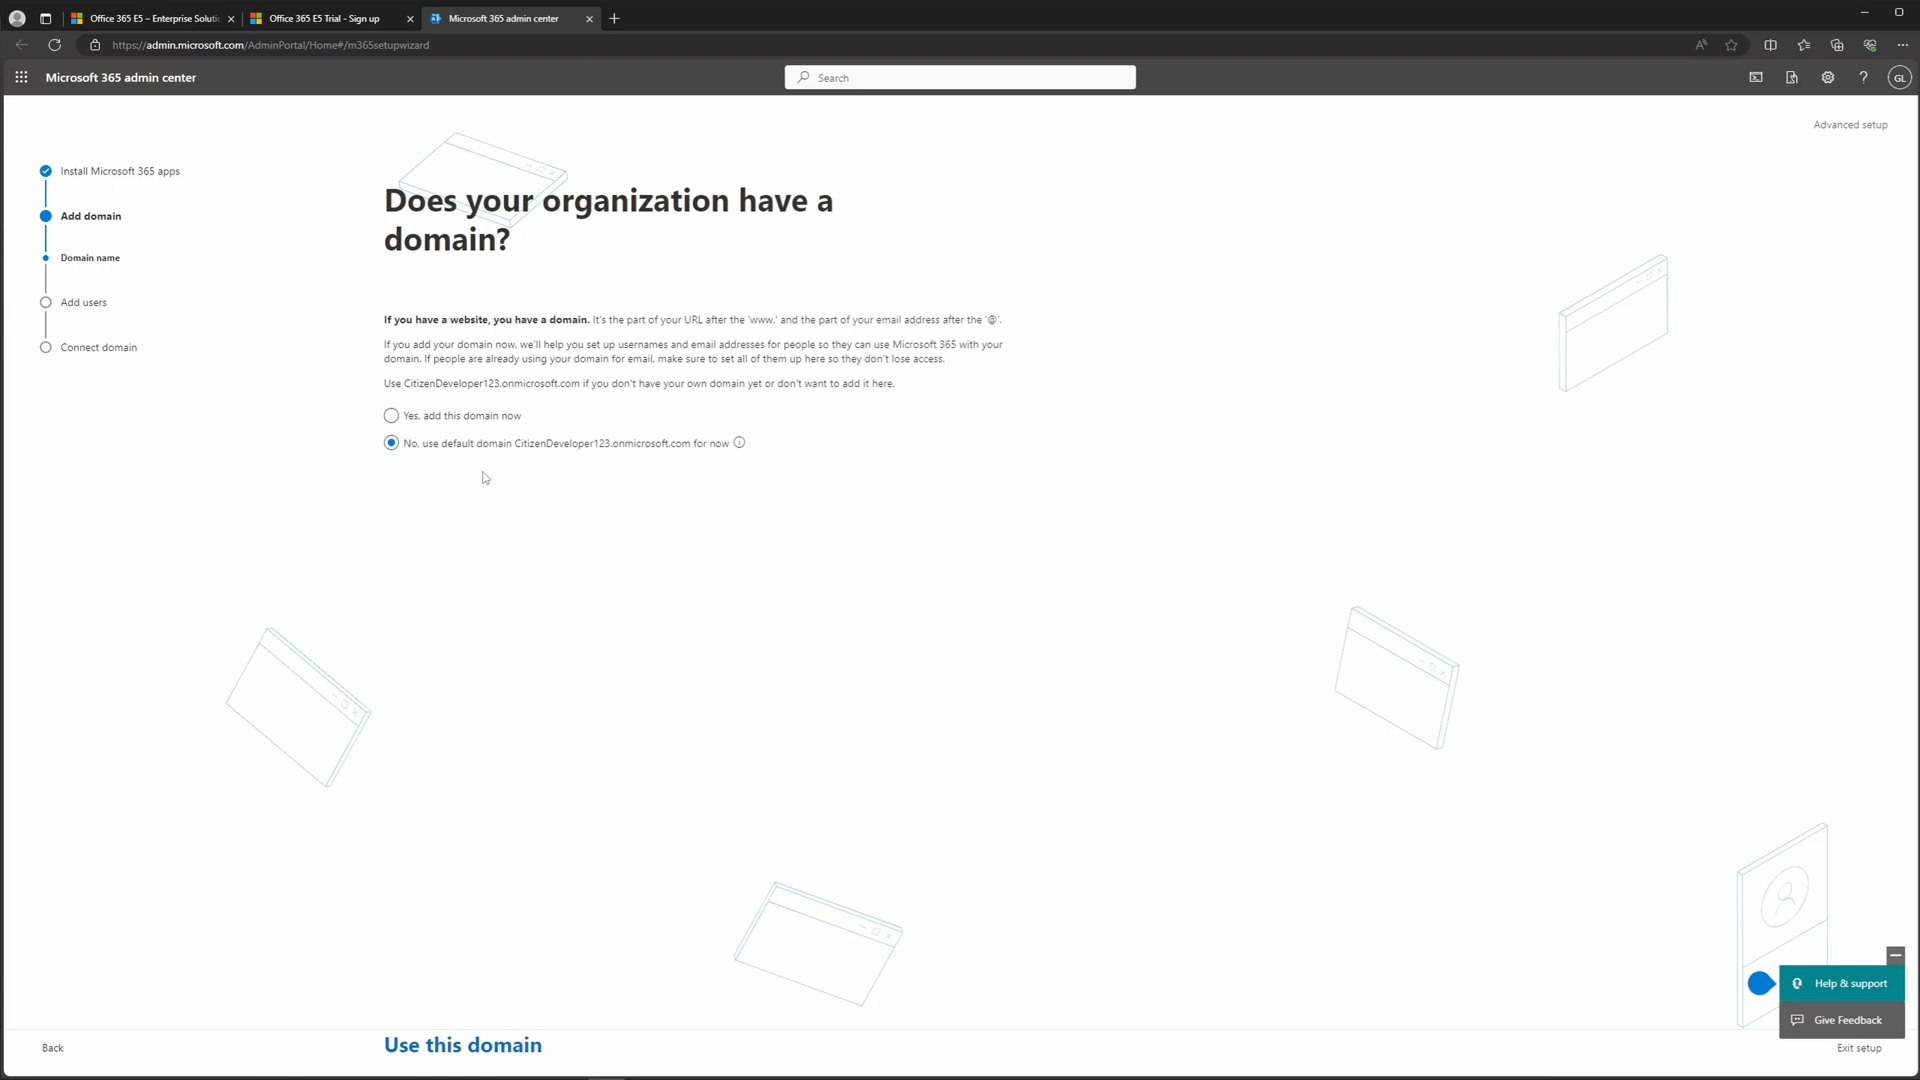 Office 365 E5 – Enterprise Soluti
Office 365 E5 Trial - Sign up
Microsoft 365 admin center
https://admin.microsoft.com/AdminPortal/Home#/m365setupwizard
Microsoft 365 admin center
Search
GL
Advanced setup
Install Microsoft 365 apps
Add domain
Domain name
Add users
Connect domain
Does your organization have a
domain?
If you have a website, you have a domain. It's the part of your URL after the 'www.' and the part of your email address after the '@'.
If you add your domain now, we'll help you set up usernames and email addresses for people so they can use Microsoft 365 with your
domain. If people are already using your domain for email, make sure to set all of them up here so they don't lose access.
Use CitizenDeveloper123.onmicrosoft.com if you don't have your own domain yet or don't want to add it here.
Yes, add this domain now
No, use default domain CitizenDeveloper123.onmicrosoft.com for now
Help & support
Give Feedback
Back
Use this domain
Exit setup